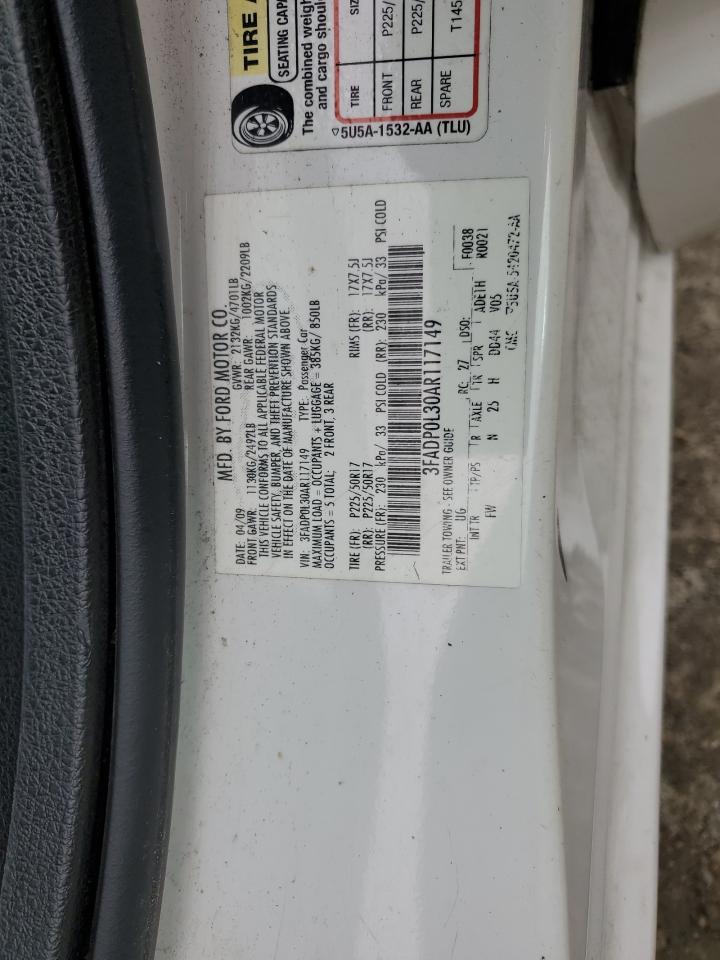 TIRE
SEATING CAPA
The combined weigh
and cargo shoul
TIRE SIZ
FRONT P225/
REAR P225/
SPARE T145
5U5A-1532-AA (TLU)
MFD. BY FORD MOTOR CO.
DATE: 04/09 GVWR: 2132KG/4701LB
FRONT GAWR: 1130KG/2492LB REAR GAWR: 1002KG/2209LB
THIS VEHICLE CONFORMS TO ALL APPLICABLE FEDERAL MOTOR
VEHICLE SAFETY, BUMPER, AND THEFT PREVENTION STANDARDS
IN EFFECT ON THE DATE OF MANUFACTURE SHOWN ABOVE.
VIN: 3FADP0L30AR117149 TYPE: Passenger Car
MAXIMUM LOAD = OCCUPANTS + LUGGAGE = 385KG/ 850LB
OCCUPANTS = 5 TOTAL; 2 FRONT, 3 REAR
TIRE (FR): P225/50R17 RIMS (FR): 17X7.5J
(RR): P225/50R17 (RR): 17X7.5J
PRESSURE (FR): 230 kPa/ 33 PSI COLD (RR): 230 kPa/ 33 PSI COLD
3FADP0L30AR117149
TRAILER TOWING - SEE OWNER GUIDE F0038
EXT PNT: UG RC: 27 DSO: R0021
INT TR TP/PS R AXLE TR SPR ADETH
FW N 25 H DD44 V05
5U5A 5420472-AA